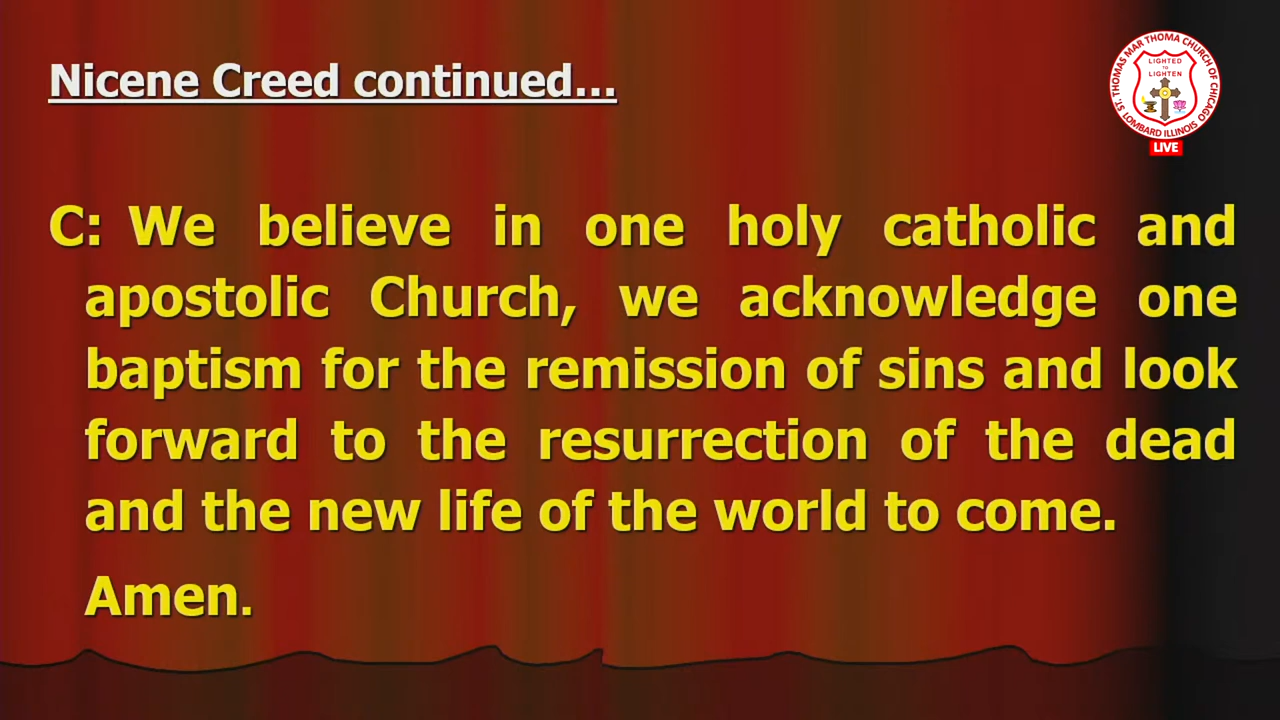 Nicene Creed continued...
ST. THOMAS MAR THOMA CHURCH OF CHICAGO
LIGHTED
TO
LIGHTEN
LOMBARD ILLINOIS
LIVE
C: We believe in one holy catholic and
apostolic Church, we acknowledge one
baptism for the remission of sins and look
forward to the resurrection of the dead
and the new life of the world to come.
Amen.